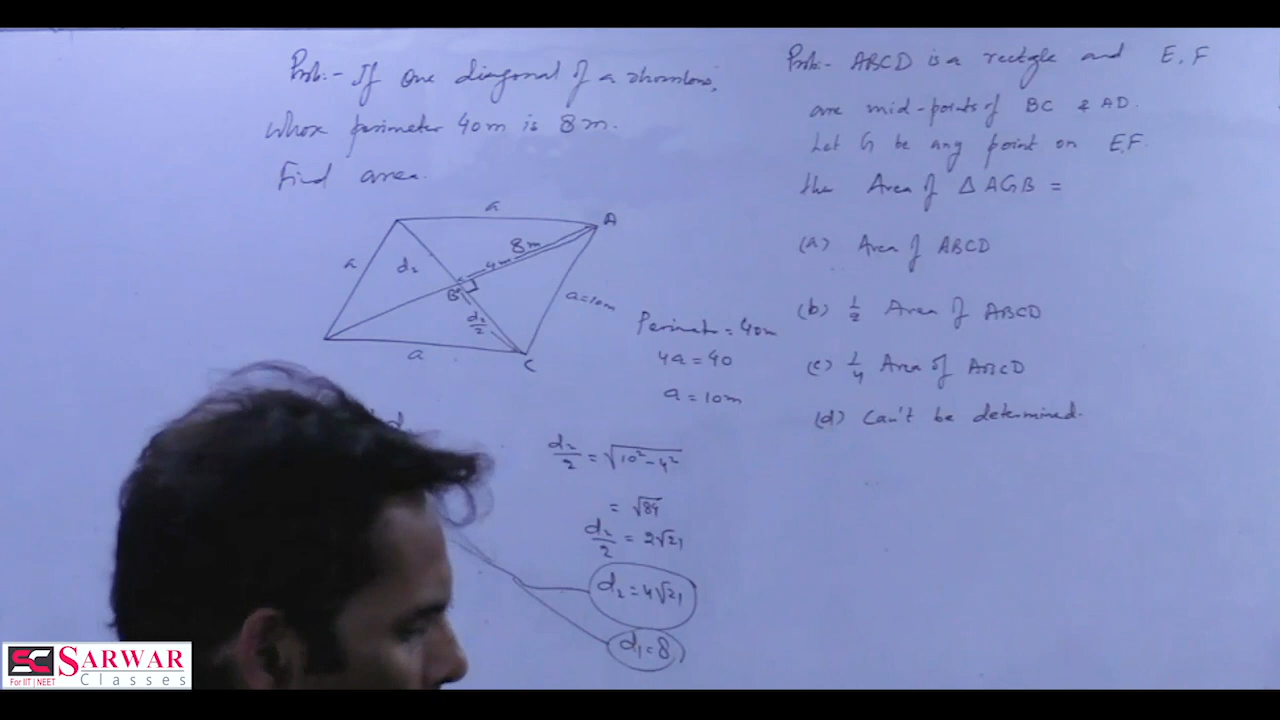 Prob:- If one diagonal of a rhombus,
whose perimeter 40m is 8m.
Find area.
a
A
8m
a
d₂
4m
B
a=10m
d₂/2
a
C
Perimeter = 40m
4a = 40
a = 10m
d₂/2 = √10² - 4²
= √84
d₂/2 = 2√21
d₂ = 4√21
d₁ = 8
Prob:- ABCD is a rectgle and E, F
are mid-points of BC & AD.
Let G be any point on EF.
the Area of Δ AGB =
(a) Area of ABCD
(b) 1/2 Area of ABCD
(c) 1/4 Area of ABCD
(d) Can't be determined.
SC SARWAR
For IIT | NEET Classes